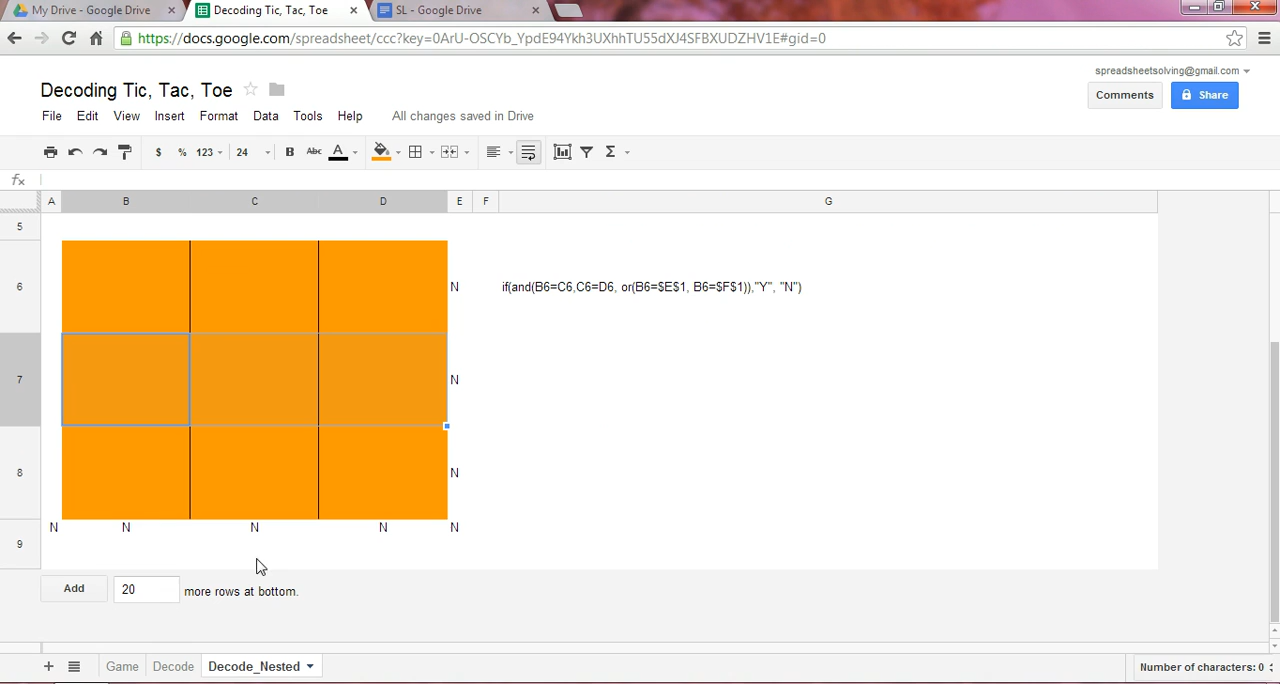 My Drive - Google Drive
Decoding Tic, Tac, Toe
SL - Google Drive
https://docs.google.com/spreadsheet/ccc?key=0ArU-OSCYb_YpdE94Ykh3UXhhTU55dXJ4SFBXUDZHV1E#gid=0
spreadsheetsolving@gmail.com
Decoding Tic, Tac, Toe
Comments
Share
File Edit View Insert Format Data Tools Help All changes saved in Drive
$ % 123 24 B Abc A Σ
fx
A B C D E F G
5
6 N if(and(B6=C6,C6=D6, or(B6=$E$1, B6=$F$1)),"Y", "N")
7 N
8 N
N N N N N
9
Add 20 more rows at bottom.
Game Decode Decode_Nested Number of characters: 0